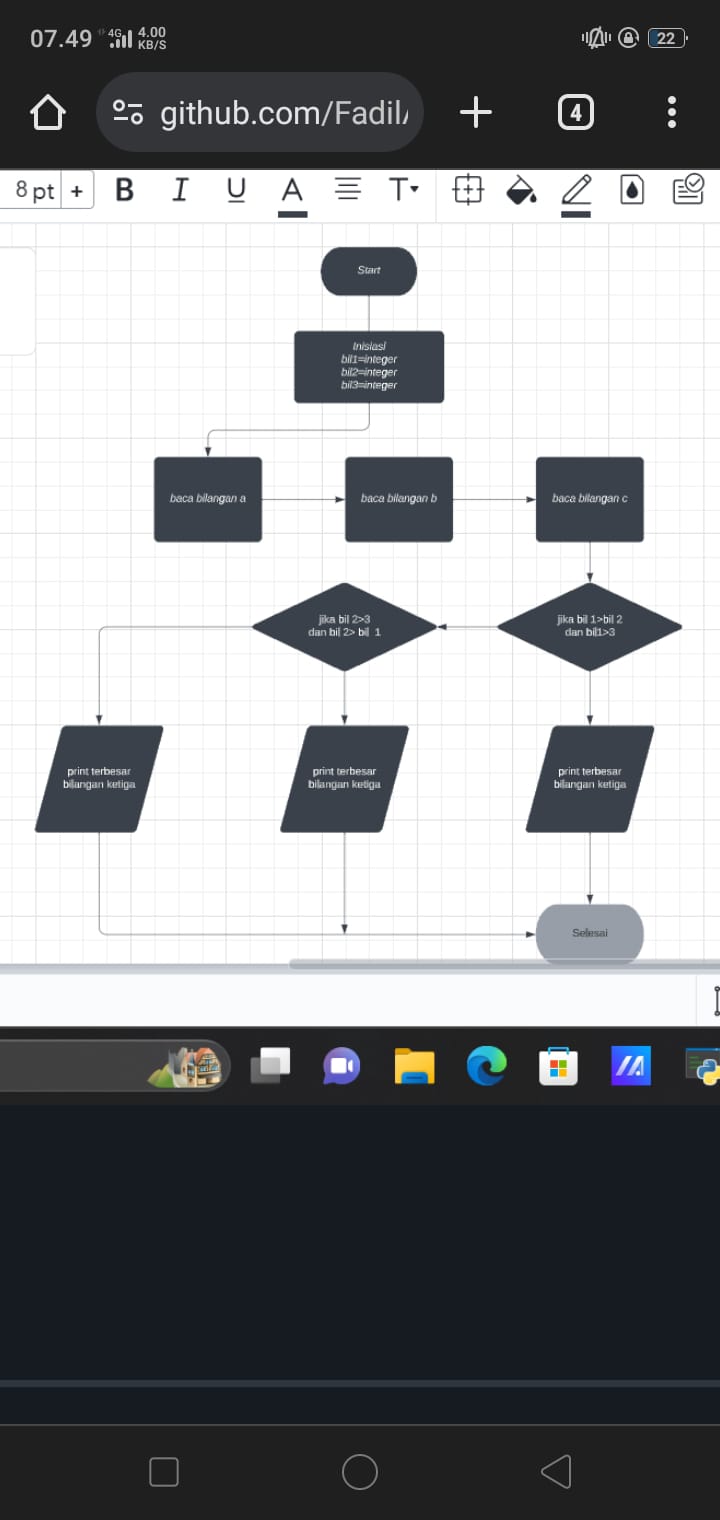 07.49 4G 4.00 KB/S 22
github.com/Fadil/ 4
8 pt + B I U A T
Start
Inisiasi
bil1=integer
bil2=integer
bil3=integer
baca bilangan a
baca bilangan b
baca bilangan c
jika bil 2>3
dan bil 2> bil 1
jika bil 1>bil 2
dan bil1>3
print terbesar
bilangan ketiga
print terbesar
bilangan ketiga
print terbesar
bilangan ketiga
Selesai